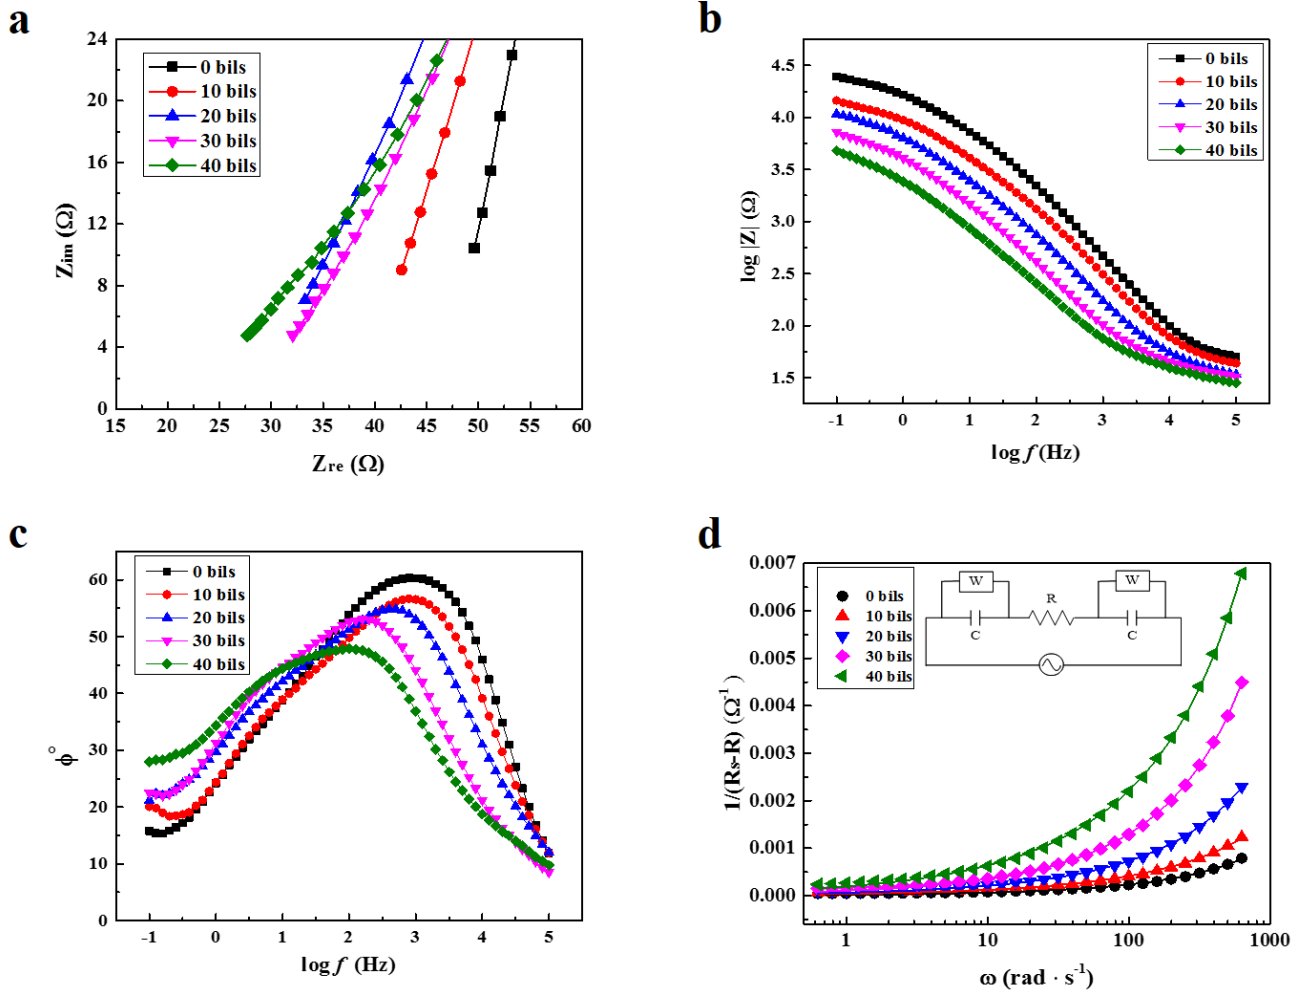 a
24
20
16
12
8
4
0
15 20 25 30 35 40 45 50 55 60
Zim (Ω)
Zre (Ω)
0 bils
10 bils
20 bils
30 bils
40 bils
b
4.5
4.0
3.5
3.0
2.5
2.0
1.5
-1 0 1 2 3 4 5
log |Z| (Ω)
log f (Hz)
0 bils
10 bils
20 bils
30 bils
40 bils
c
60
50
40
30
20
10
0
-1 0 1 2 3 4 5
ϕ°
log f (Hz)
0 bils
10 bils
20 bils
30 bils
40 bils
d
0.007
0.006
0.005
0.004
0.003
0.002
0.001
0.000
1 10 100 1000
1/(Rs-R) (Ω⁻¹)
ω (rad · s⁻¹)
0 bils
10 bils
20 bils
30 bils
40 bils
W W
R
C C